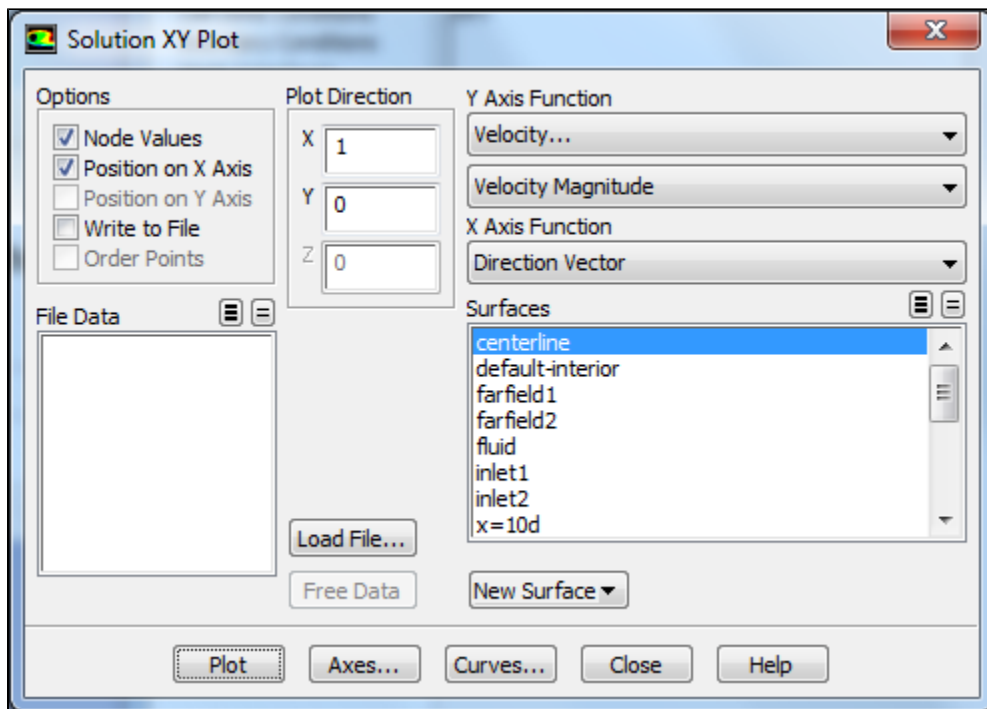 Solution XY Plot
Options
Node Values
Position on X Axis
Position on Y Axis
Write to File
Order Points
Plot Direction
X 1
Y 0
Z 0
Y Axis Function
Velocity...
Velocity Magnitude
X Axis Function
Direction Vector
File Data
Surfaces
centerline
default-interior
farfield1
farfield2
fluid
inlet1
inlet2
x=10d
Load File...
Free Data
New Surface
Plot
Axes...
Curves...
Close
Help